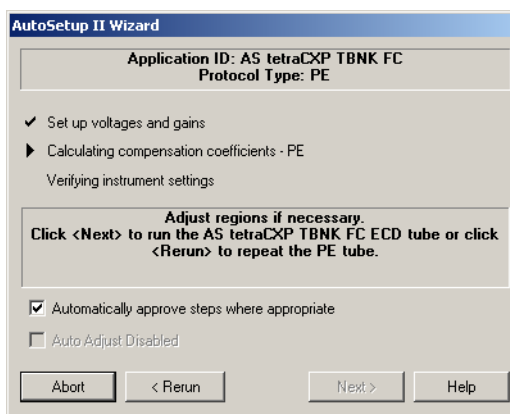 AutoSetup II Wizard
Application ID: AS tetraCXP TBNK FC
Protocol Type: PE
Set up voltages and gains
Calculating compensation coefficients - PE
Verifying instrument settings
Adjust regions if necessary.
Click <Next> to run the AS tetraCXP TBNK FC ECD tube or click
<Rerun> to repeat the PE tube.
Automatically approve steps where appropriate
Auto Adjust Disabled
Abort < Rerun Next > Help